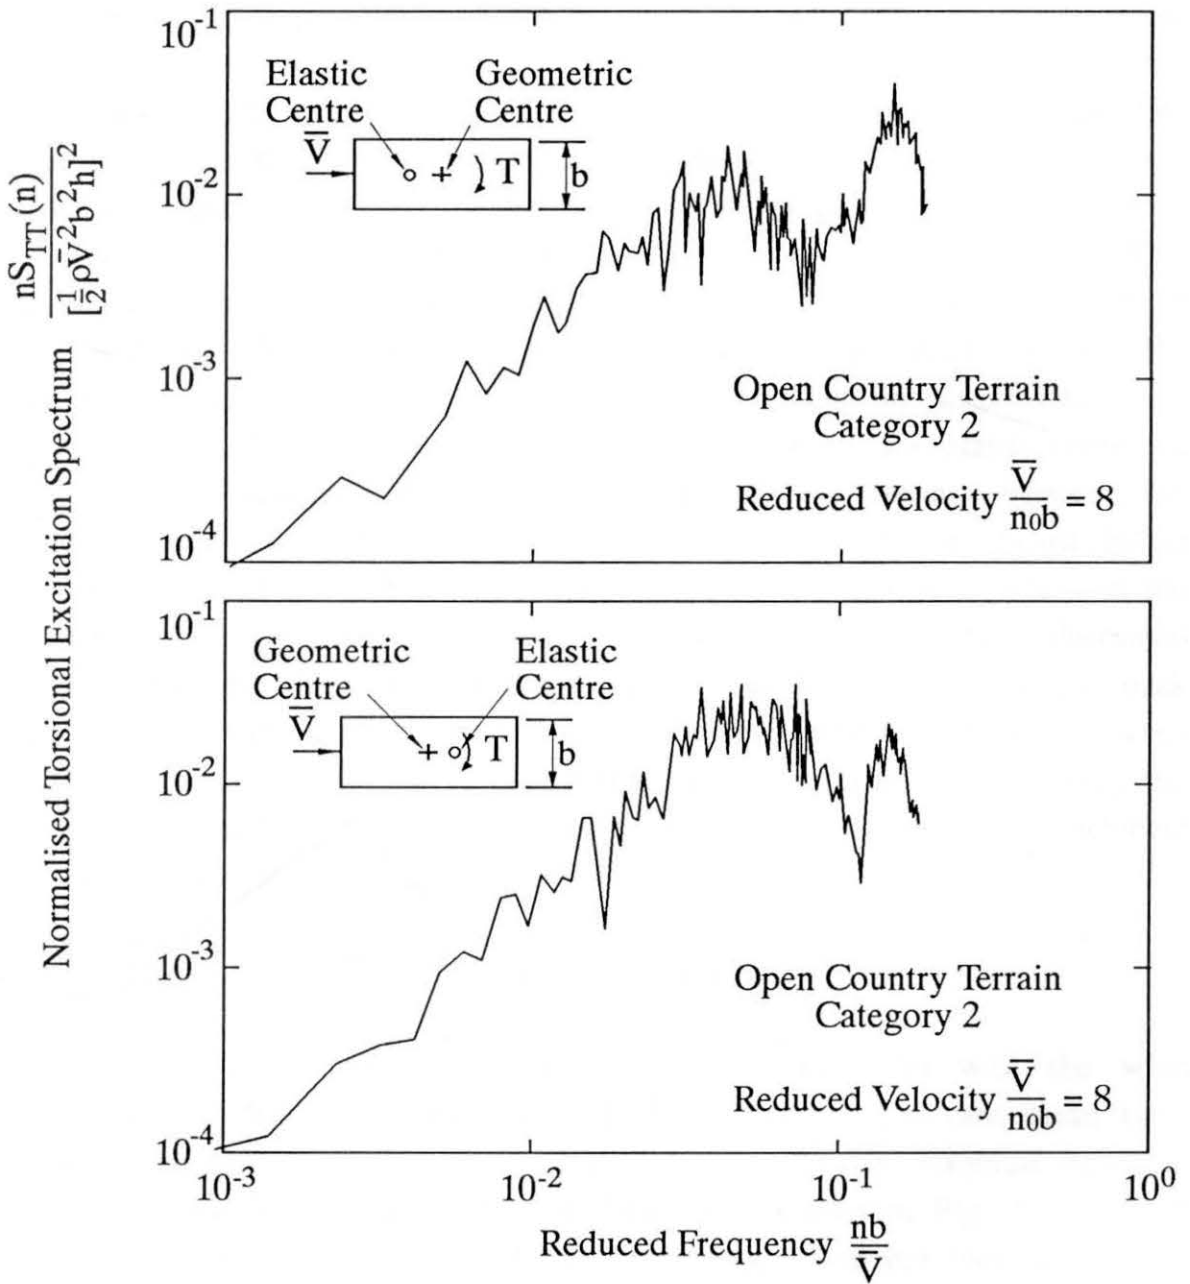 Normalised Torsional Excitation Spectrum nS_TT(n) / [½ρV̅²b²h]²
10⁻¹
10⁻²
10⁻³
10⁻⁴
Elastic
Centre
Geometric
Centre
V̅
T
b
Open Country Terrain
Category 2
Reduced Velocity V̅/n₀b = 8
10⁻¹
10⁻²
10⁻³
10⁻⁴
Geometric
Centre
Elastic
Centre
V̅
T
b
Open Country Terrain
Category 2
Reduced Velocity V̅/n₀b = 8
10⁻³ 10⁻² 10⁻¹ 10⁰
Reduced Frequency nb/V̅